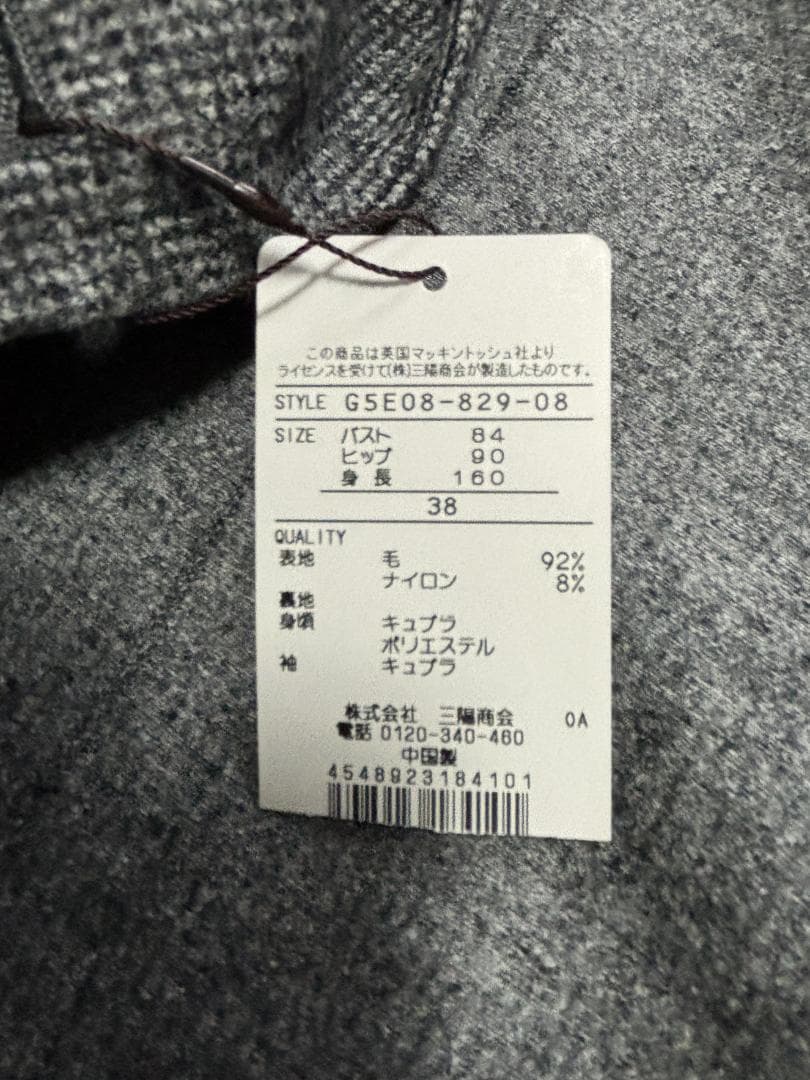 この商品は英国マッキントッシュ社より
ライセンスを受けて(株)三陽商会が製造したものです。
STYLE G5E08-829-08
SIZE バスト 84
ヒップ 90
身長 160
38
QUALITY
表地 毛 92%
ナイロン 8%
裏地
身頃 キュプラ
ポリエステル
袖 キュプラ
株式会社 三陽商会 0A
電話 0120-340-460
中国製
4548923184101